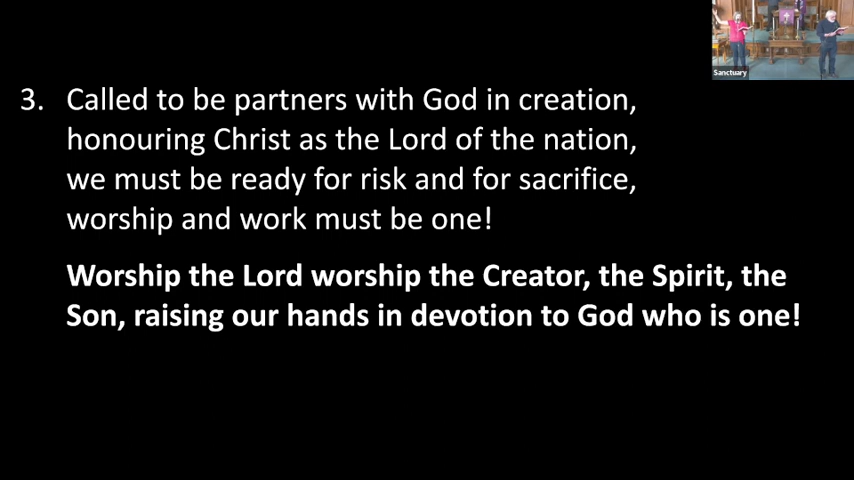 Sanctuary
3. Called to be partners with God in creation,
honouring Christ as the Lord of the nation,
we must be ready for risk and for sacrifice,
worship and work must be one!
Worship the Lord worship the Creator, the Spirit, the
Son, raising our hands in devotion to God who is one!